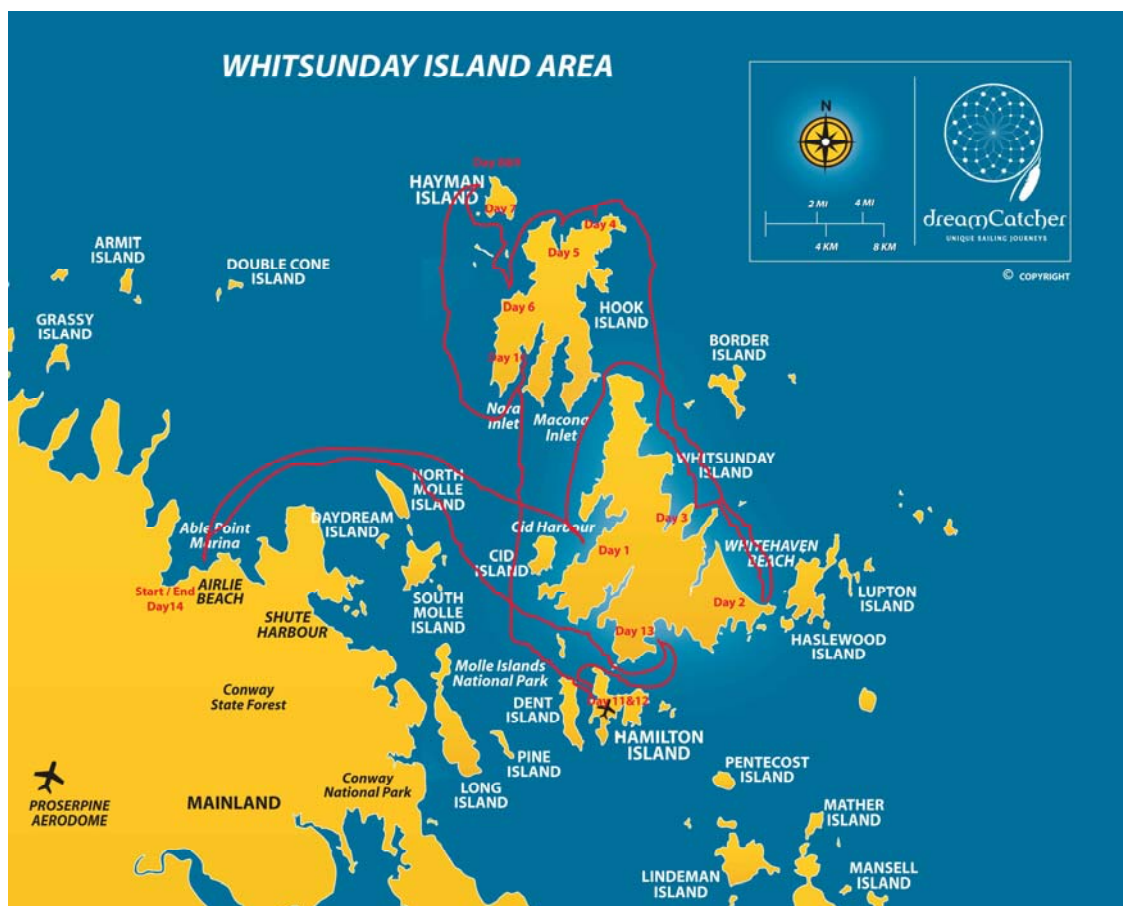 WHITSUNDAY ISLAND AREA
N
2 MI
4 MI
4 KM
8 KM
dreamCatcher
UNIQUE SAILING JOURNEYS
© COPYRIGHT
HAYMAN
ISLAND
Day 7
Day 4
Day 5
Day 6
HOOK
ISLAND
ARMIT
ISLAND
DOUBLE CONE
ISLAND
GRASSY
ISLAND
BORDER
ISLAND
Nara
Inlet
Macona
Inlet
WHITSUNDAY
ISLAND
NORTH
MOLLE
ISLAND
DAYDREAM
ISLAND
Cid Harbour
CID
ISLAND
Day 1
Day 3
WHITEHAVEN
BEACH
Day 2
LUPTON
ISLAND
HASLEWOOD
ISLAND
Able Point
Marina
AIRLIE
BEACH
Start / End
Day14
SHUTE
HARBOUR
SOUTH
MOLLE
ISLAND
Day 13
Molle Islands
National Park
DENT
ISLAND
Day 11&12
HAMILTON
ISLAND
Conway
State Forest
PINE
ISLAND
LONG
ISLAND
PENTECOST
ISLAND
Conway
National Park
MAINLAND
PROSERPINE
AERODOME
MATHER
ISLAND
LINDEMAN
ISLAND
MANSELL
ISLAND